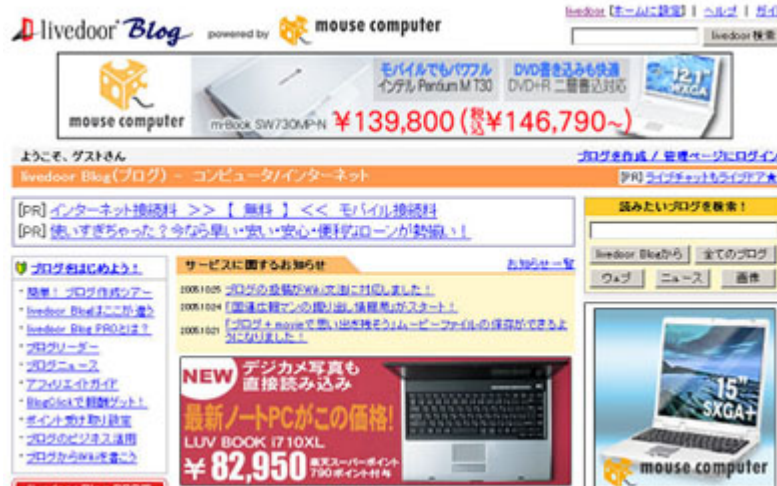 livedoor Blog powered by mouse computer
livedoor [ホームに設定] | ヘルプ | ガイ
livedoor 検索
モバイルでもパワフル DVD書き込みも快適
インテル Pentium M 730 DVD+R 二層書込対応
12.1" WXGA
mouse computer m-Book SW730MP-N ¥139,800 (税込¥146,790~)
ようこそ、ゲストさん
ブログを作成 / 管理ページにログイン
livedoor Blog(ブログ) - コンピュータ/インターネット
[PR] ライブチャットもライブドア★
[PR] インターネット接続料 >> 【 無料 】 << モバイル接続料
[PR] 使いすぎちゃった?今なら早い・安い・安心・便利なローンが勢揃い!
読みたいブログを検索!
livedoor Blogから 全てのブログ
ウェブ ニュース 画像
ブログをはじめよう!
・簡単! ブログ作成ツアー
・livedoor Blogはここが違う
・livedoor Blog PROとは?
・ブログリーダー
・ブログニュース
・アフィリエイトガイド
・BlogClickで報酬ゲット!
・ポイント受け取り設定
・ブログのビジネス活用
・ブログからWikiを書こう
サービスに関するお知らせ お知らせ一覧
20051025 ブログの投稿がWiki文法に対応しました!
20051024 「国連広報マンの掘り出し情報局」がスタート!
20051021 「ブログ + movieで思い出を残そう」ムービーファイルの保存ができるようになりました!
NEW デジカメ写真も
直接読み込み
最新ノートPCがこの価格!
LUV BOOK i710XL
¥82,950 楽天スーパーポイント
790ポイント付与
15"
SXGA+
mouse computer